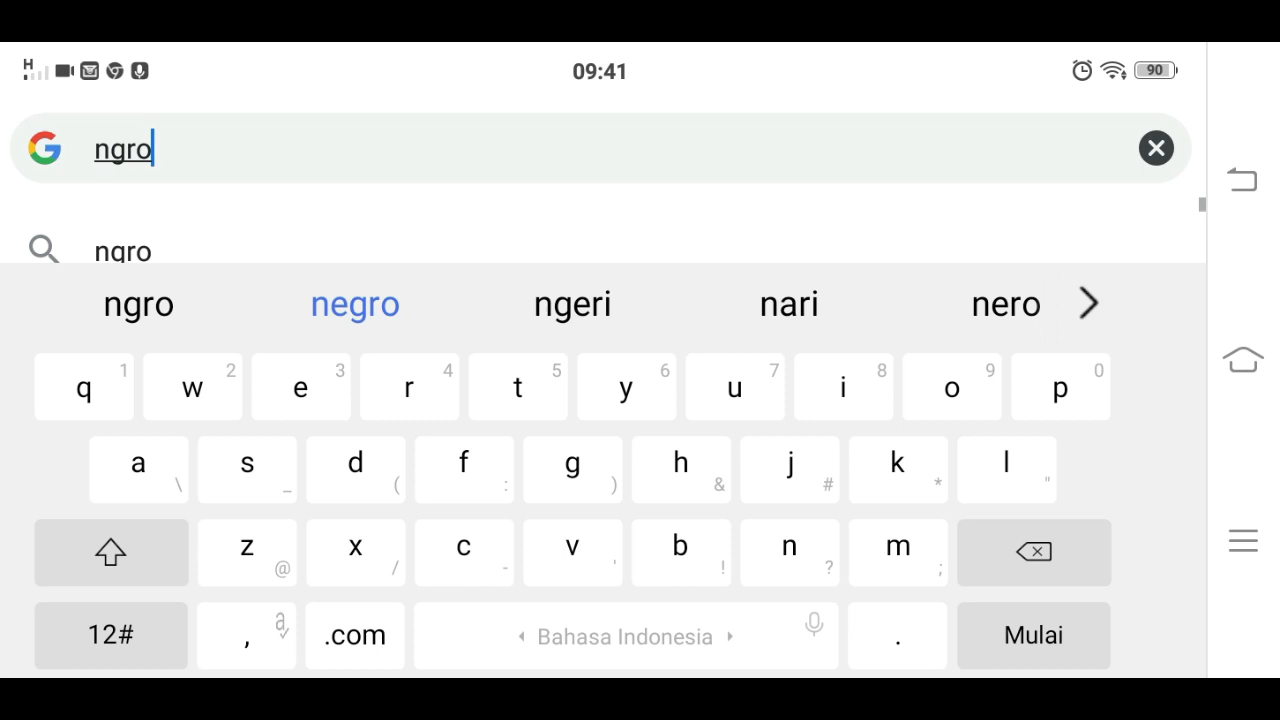 H 09:41 90
ngro
ngro
ngro negro ngeri nari nero
q 1 w 2 e 3 r 4 t 5 y 6 u 7 i 8 o 9 p 0
a \ s _ d ( f : g ) h & j # k * l "
z @ x / c - v ' b ! n ? m ;
12# , a .com Bahasa Indonesia . Mulai